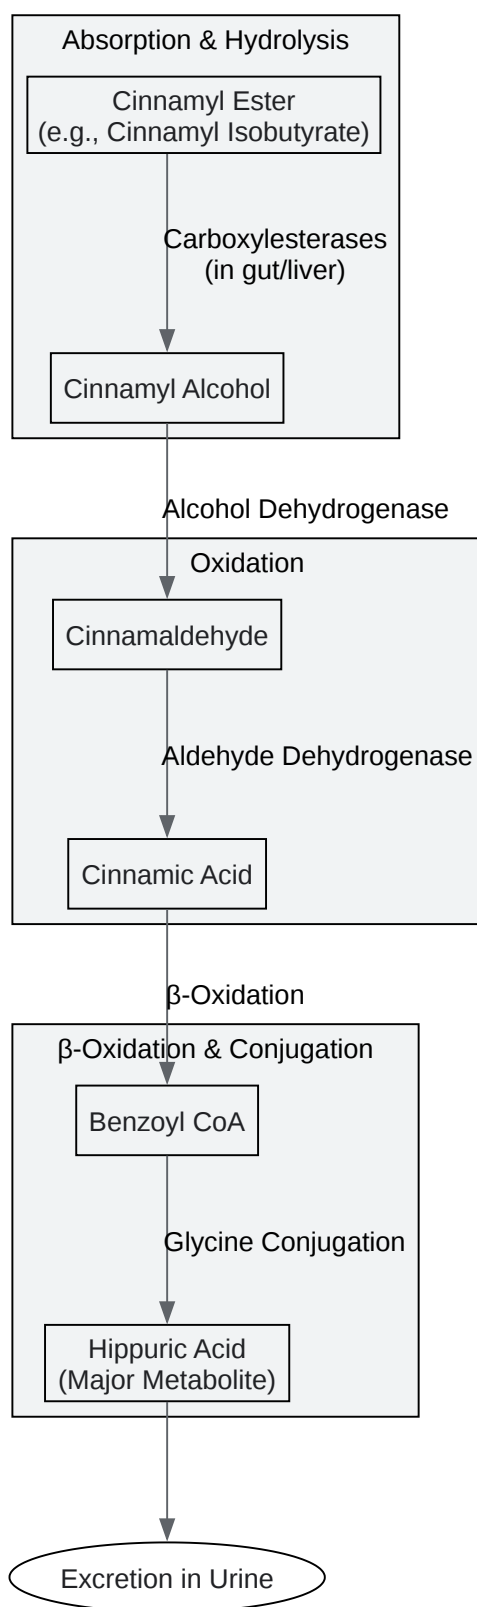 Absorption & Hydrolysis
Cinnamyl Ester
(e.g., Cinnamyl Isobutyrate)
Carboxylesterases
(in gut/liver)
Cinnamyl Alcohol
Alcohol Dehydrogenase
Oxidation
Cinnamaldehyde
Aldehyde Dehydrogenase
Cinnamic Acid
β-Oxidation
β-Oxidation & Conjugation
Benzoyl CoA
Glycine Conjugation
Hippuric Acid
(Major Metabolite)
Excretion in Urine